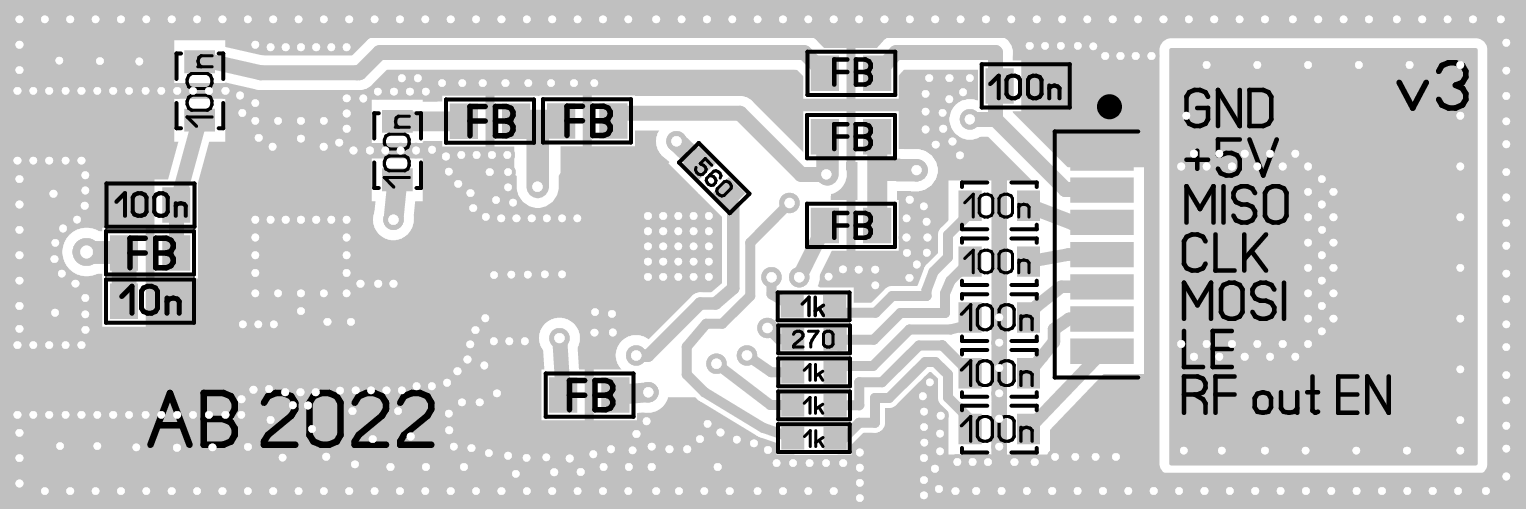 100n
FB
100n
v3
GND
FB
FB
100n
FB
+5V
560
100n
100n
MISO
FB
FB
100n
CLK
10n
1k
100n
MOSI
270
LE
1k
100n
FB
1k
RF out EN
AB 2022
1k
100n